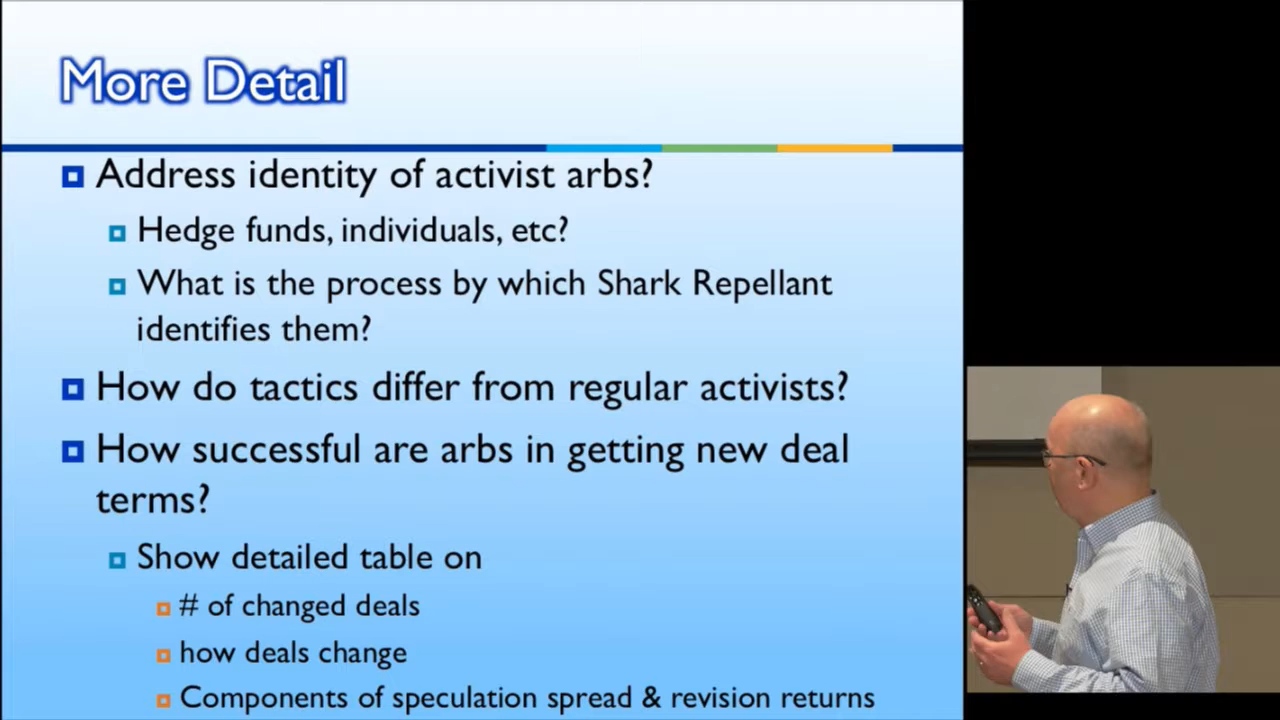 More Detail
Address identity of activist arbs?
Hedge funds, individuals, etc?
What is the process by which Shark Repellant
identifies them?
How do tactics differ from regular activists?
How successful are arbs in getting new deal
terms?
Show detailed table on
# of changed deals
how deals change
Components of speculation spread & revision returns